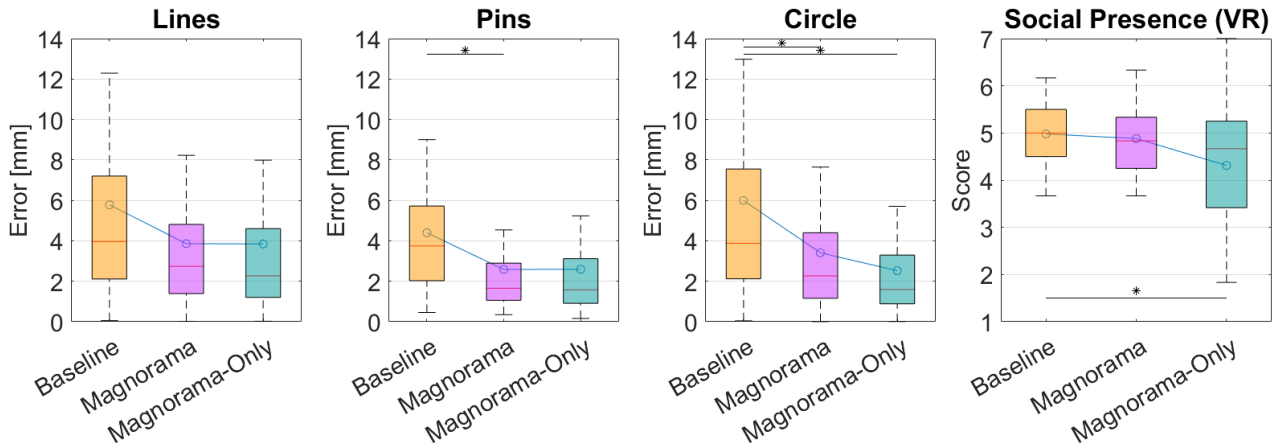 Lines
14
12
10
8
6
4
2
0
Error [mm]
Baseline
Magnorama
Magnorama-Only
Pins
14
12
10
8
6
4
2
0
Error [mm]
*
Baseline
Magnorama
Magnorama-Only
Circle
14
12
10
8
6
4
2
0
Error [mm]
*
*
Baseline
Magnorama
Magnorama-Only
Social Presence (VR)
7
6
5
4
3
2
1
Score
*
Baseline
Magnorama
Magnorama-Only